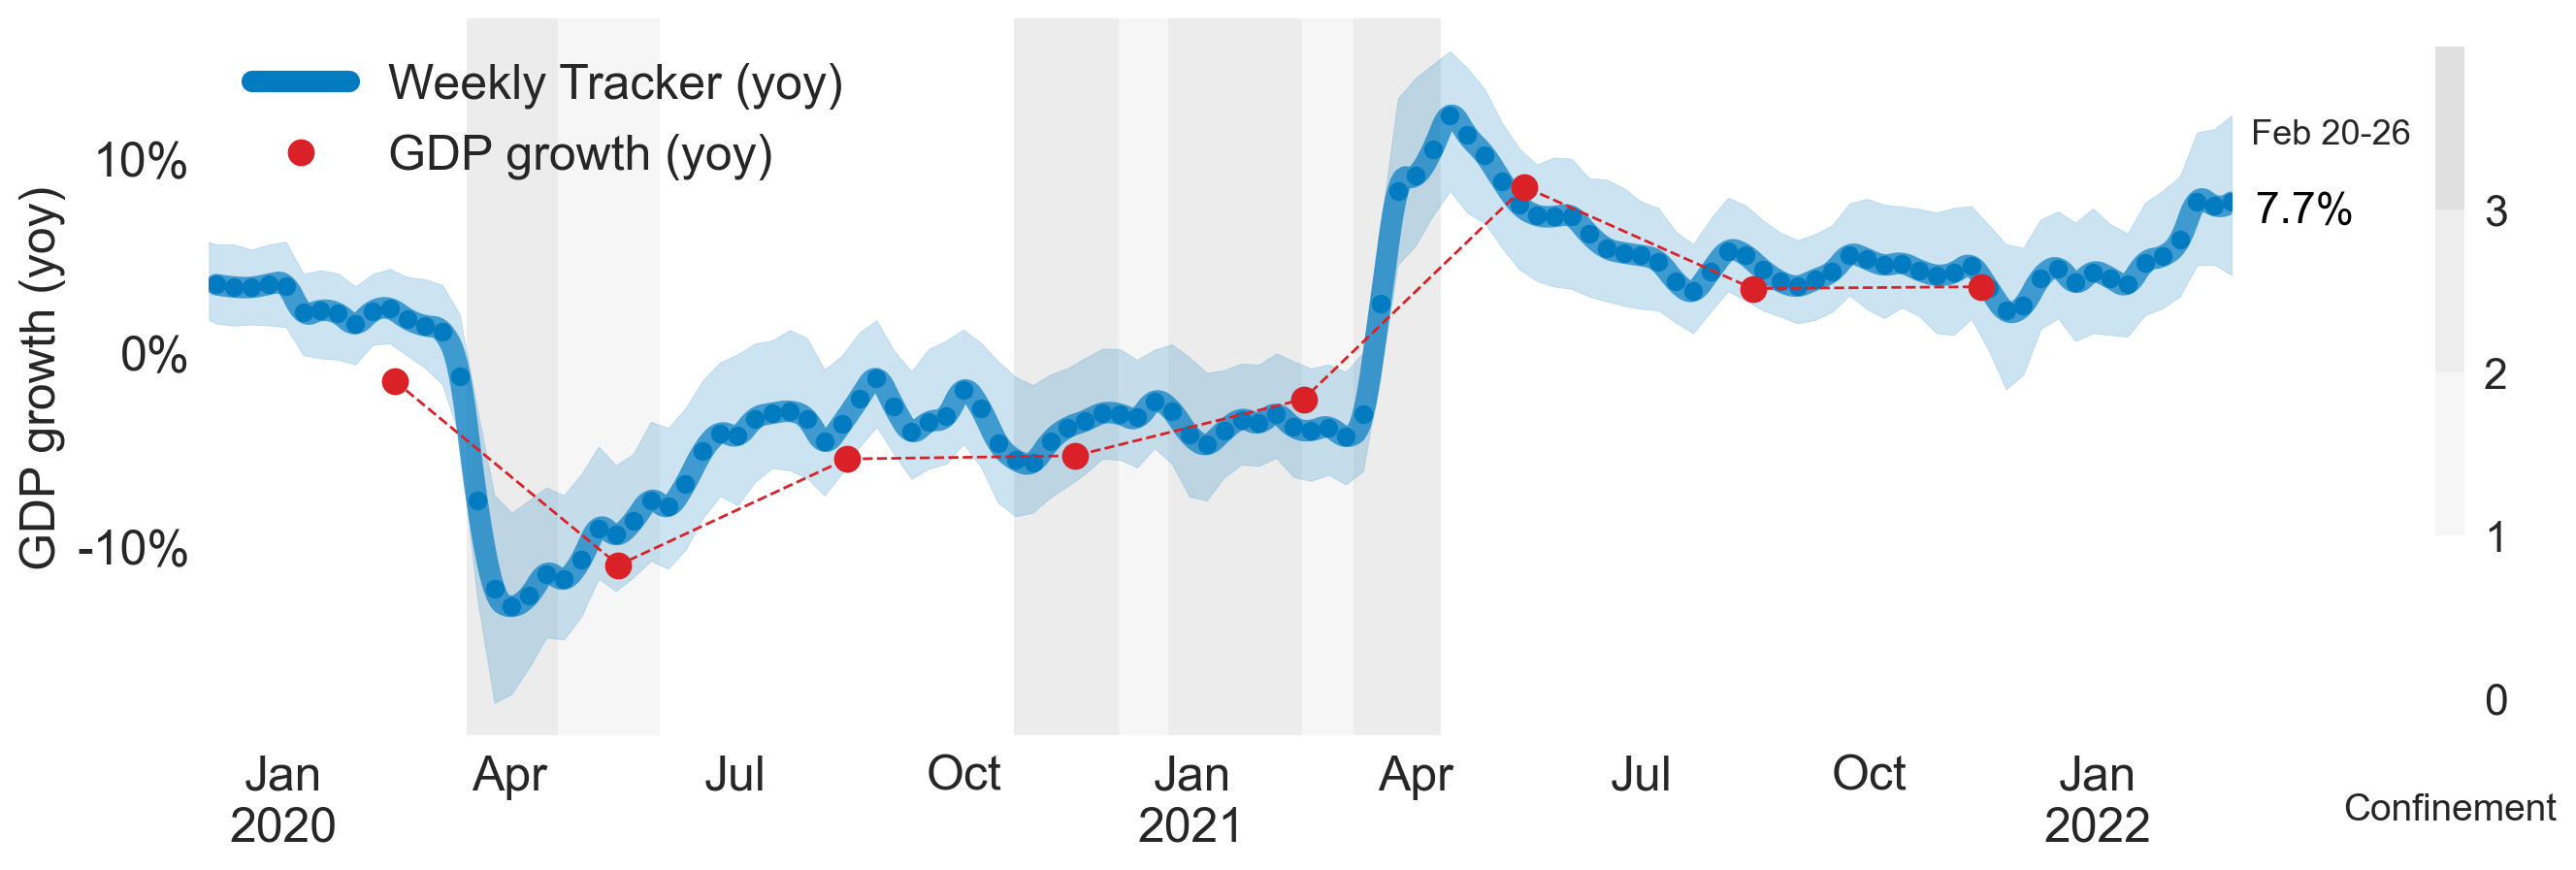 Weekly Tracker (yoy)
GDP growth (yoy)
GDP growth (yoy)
10%
0%
-10%
Feb 20-26
7.7%
3
2
1
0
Jan
2020
Apr
Jul
Oct
Jan
2021
Apr
Jul
Oct
Jan
2022
Confinement